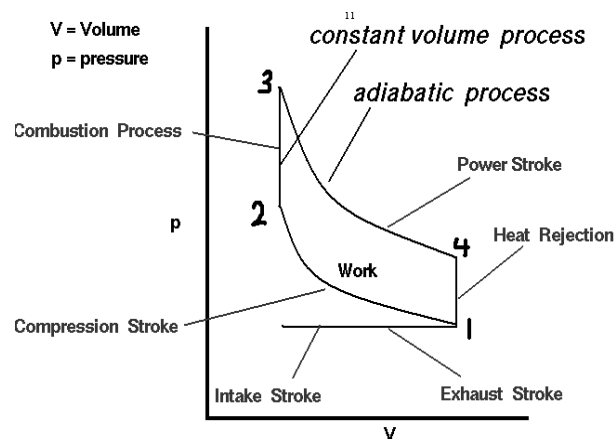 11
V = Volume
p = pressure
constant volume process
adiabatic process
3
Combustion Process
Power Stroke
2
p
4
Heat Rejection
Work
Compression Stroke
1
Intake Stroke
Exhaust Stroke
V